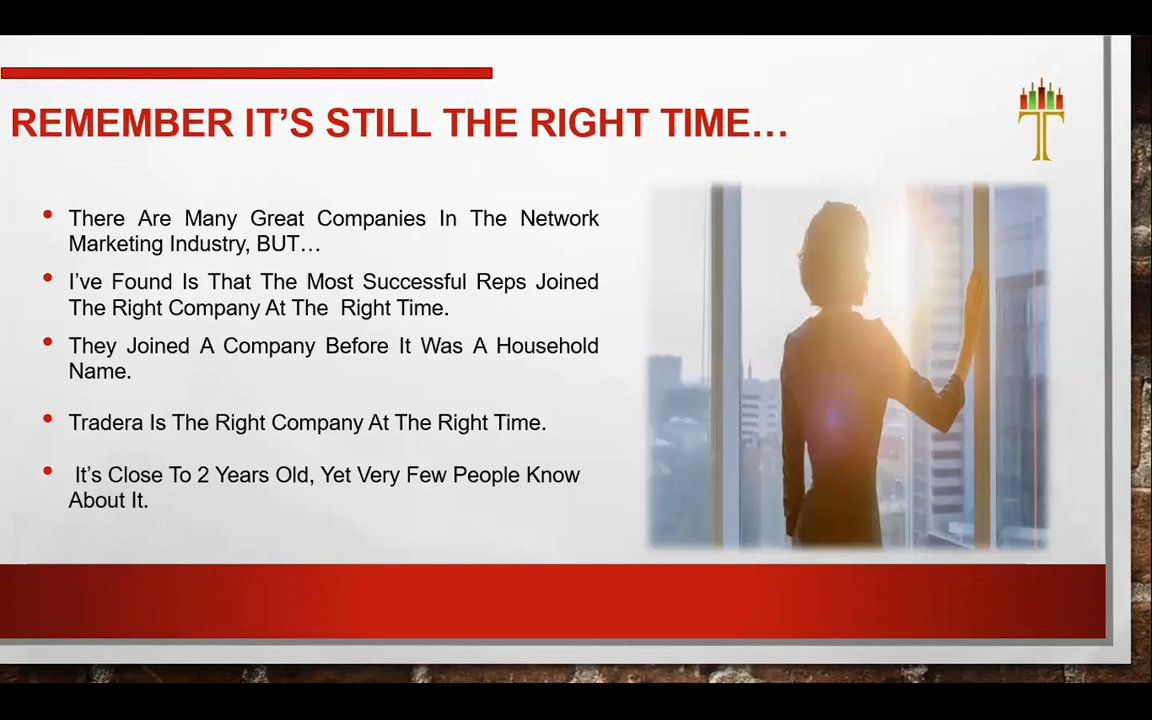 REMEMBER IT’S STILL THE RIGHT TIME…
There Are Many Great Companies In The Network
Marketing Industry, BUT…
I’ve Found Is That The Most Successful Reps Joined
The Right Company At The  Right Time.
They Joined A Company Before It Was A Household
Name.
Tradera Is The Right Company At The Right Time.
It’s Close To 2 Years Old, Yet Very Few People Know
About It.